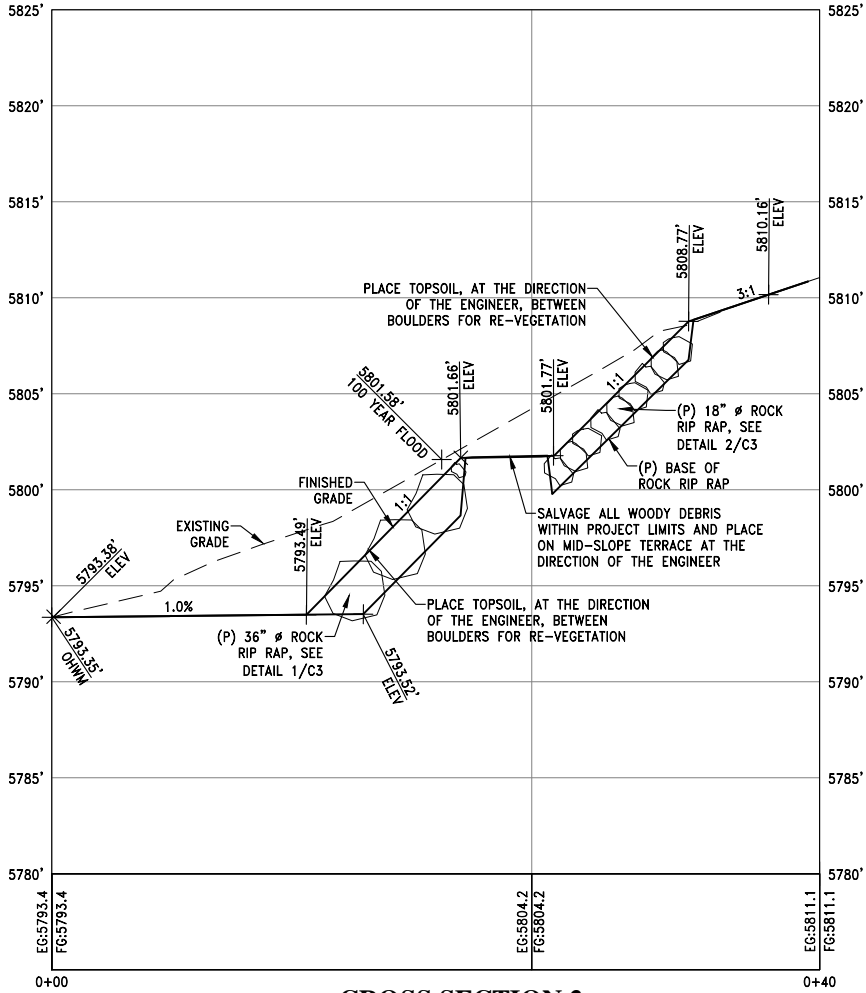 5825'
5825'
5820'
5820'
5815'
5815'
5810'
5810'
5805'
5805'
5800'
5800'
5795'
5795'
5790'
5790'
5785'
5785'
5780'
5780'
5810.16'
ELEV
5808.77'
ELEV
3:1
PLACE TOPSOIL, AT THE DIRECTION
OF THE ENGINEER, BETWEEN
BOULDERS FOR RE-VEGETATION
1:1
5801.58'
100 YEAR FLOOD
5801.66'
ELEV
5801.77'
ELEV
(P) 18" ø ROCK
RIP RAP, SEE
DETAIL 2/C3
(P) BASE OF
ROCK RIP RAP
FINISHED
GRADE
1:1
EXISTING
GRADE
SALVAGE ALL WOODY DEBRIS
WITHIN PROJECT LIMITS AND PLACE
ON MID-SLOPE TERRACE AT THE
DIRECTION OF THE ENGINEER
5793.49'
ELEV
5793.38'
ELEV
1.0%
PLACE TOPSOIL, AT THE DIRECTION
OF THE ENGINEER, BETWEEN
BOULDERS FOR RE-VEGETATION
(P) 36" ø ROCK
RIP RAP, SEE
DETAIL 1/C3
5793.35'
OHWM
5793.52'
ELEV
EG:5793.4
FG:5793.4
EG:5804.2
FG:5804.2
EG:5811.1
FG:5811.1
0+00
0+40
CROSS SECTION 2